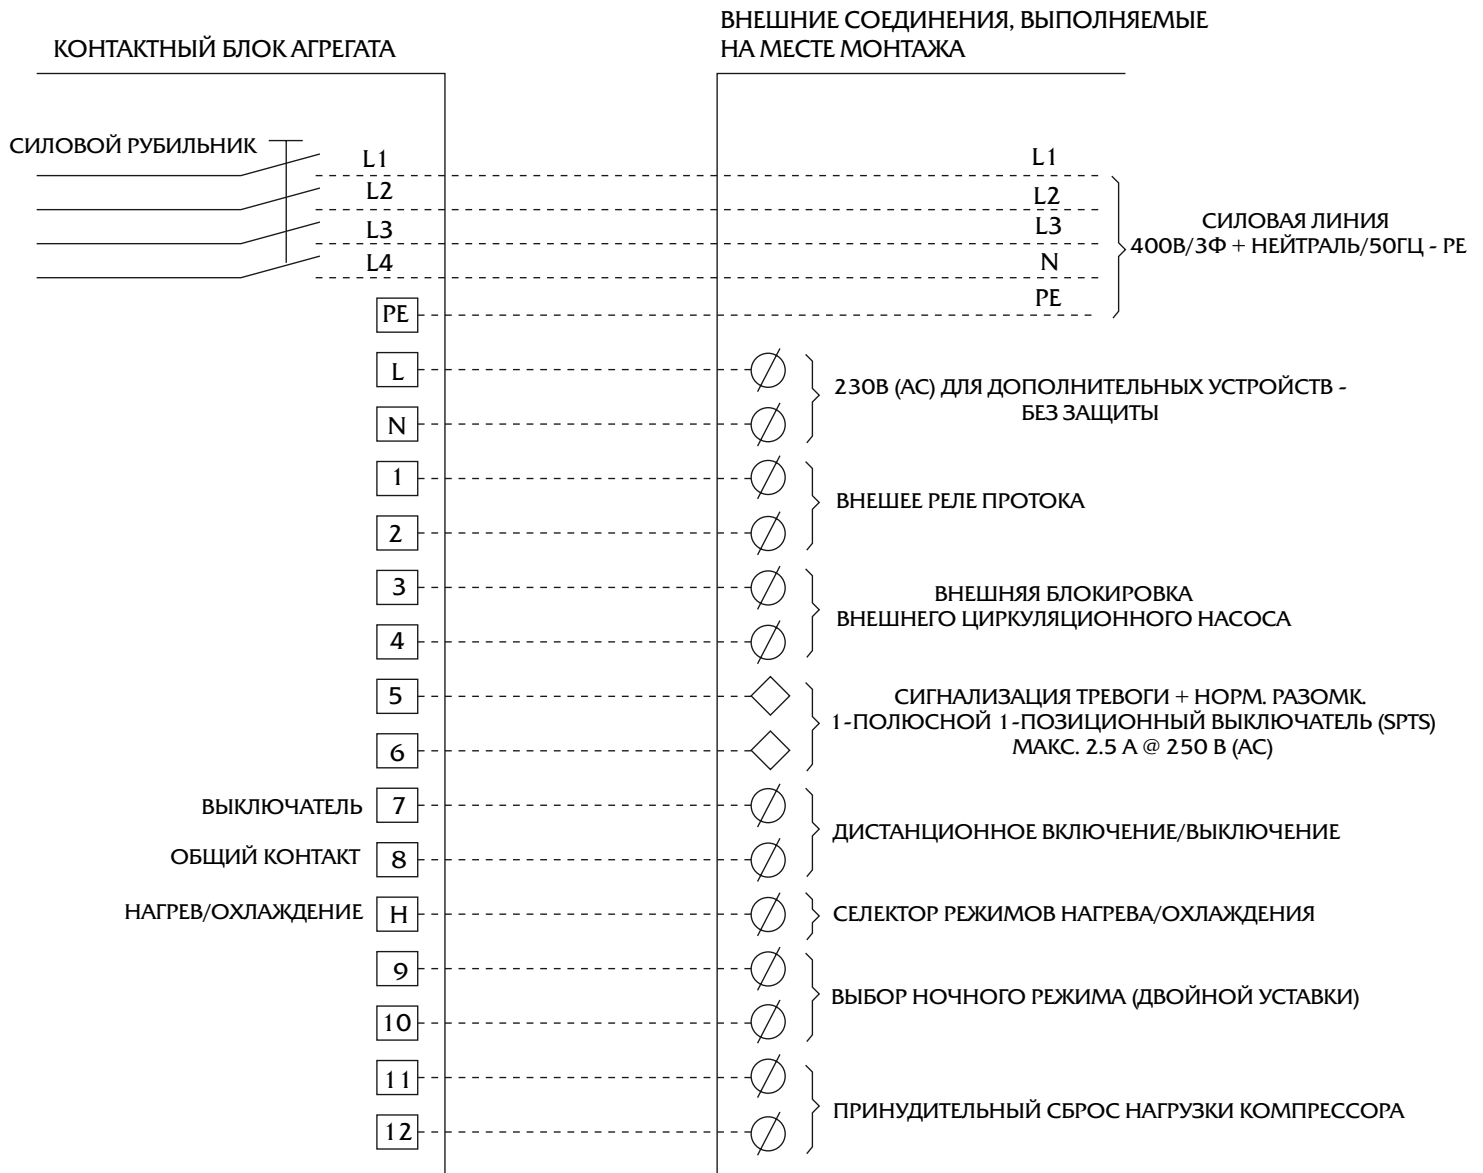 ВНЕШНИЕ СОЕДИНЕНИЯ, ВЫПОЛНЯЕМЫЕ
КОНТАКТНЫЙ БЛОК АГРЕГАТА
НА МЕСТЕ МОНТАЖА
СИЛОВОЙ РУБИЛЬНИК
L1
L1
L2
L2
L3
L3
L4
N
PE
PE
СИЛОВАЯ ЛИНИЯ
400В/3Ф + НЕЙТРАЛЬ/50ГЦ - PE
L
N
230В (АС) ДЛЯ ДОПОЛНИТЕЛЬНЫХ УСТРОЙСТВ -
БЕЗ ЗАЩИТЫ
1
2
ВНЕШЕЕ РЕЛЕ ПРОТОКА
3
4
ВНЕШНЯЯ БЛОКИРОВКА
ВНЕШНЕГО ЦИРКУЛЯЦИОННОГО НАСОСА
5
6
СИГНАЛИЗАЦИЯ ТРЕВОГИ + НОРМ. РАЗОМК.
1-ПОЛЮСНОЙ 1-ПОЗИЦИОННЫЙ ВЫКЛЮЧАТЕЛЬ (SPTS)
МАКС. 2.5 А @ 250 В (АС)
ВЫКЛЮЧАТЕЛЬ 7
ОБЩИЙ КОНТАКТ 8
ДИСТАНЦИОННОЕ ВКЛЮЧЕНИЕ/ВЫКЛЮЧЕНИЕ
НАГРЕВ/ОХЛАЖДЕНИЕ H
СЕЛЕКТОР РЕЖИМОВ НАГРЕВА/ОХЛАЖДЕНИЯ
9
10
ВЫБОР НОЧНОГО РЕЖИМА (ДВОЙНОЙ УСТАВКИ)
11
12
ПРИНУДИТЕЛЬНЫЙ СБРОС НАГРУЗКИ КОМПРЕССОРА